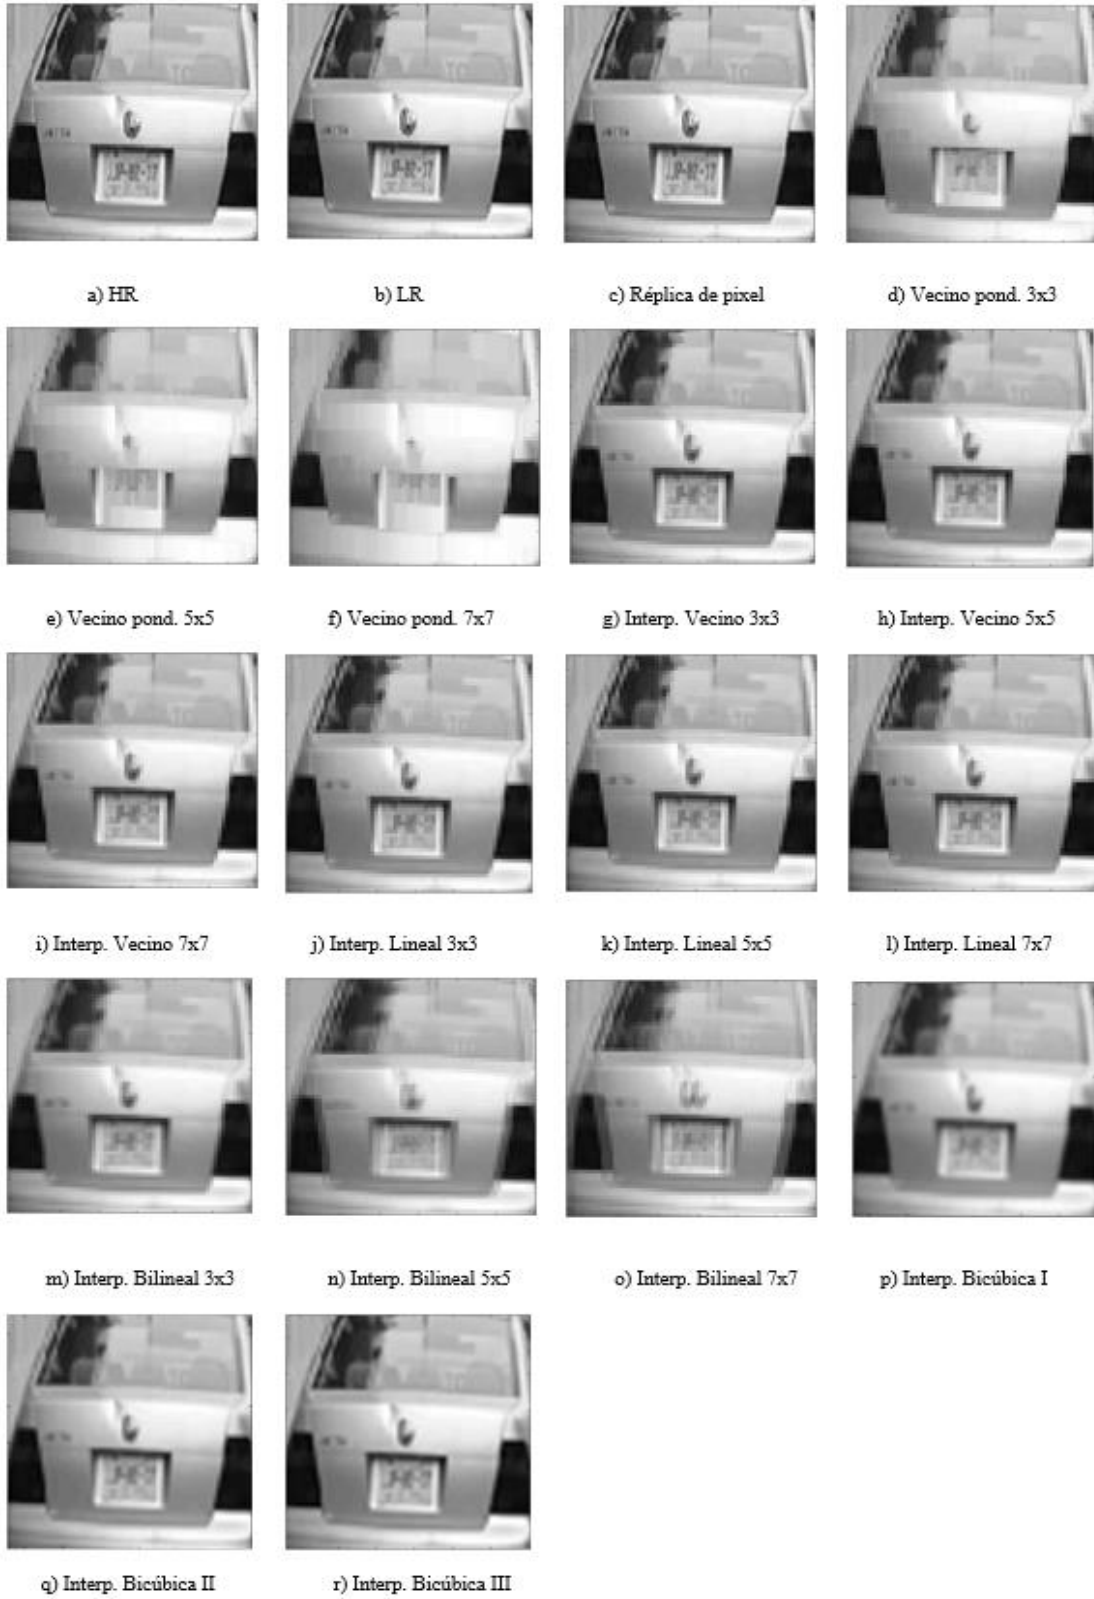 a) HR
b) LR
c) Réplica de pixel
d) Vecino pond. 3x3
e) Vecino pond. 5x5
f) Vecino pond. 7x7
g) Interp. Vecino 3x3
h) Interp. Vecino 5x5
i) Interp. Vecino 7x7
j) Interp. Lineal 3x3
k) Interp. Lineal 5x5
l) Interp. Lineal 7x7
m) Interp. Bilineal 3x3
n) Interp. Bilineal 5x5
o) Interp. Bilineal 7x7
p) Interp. Bicúbica I
q) Interp. Bicúbica II
r) Interp. Bicúbica III